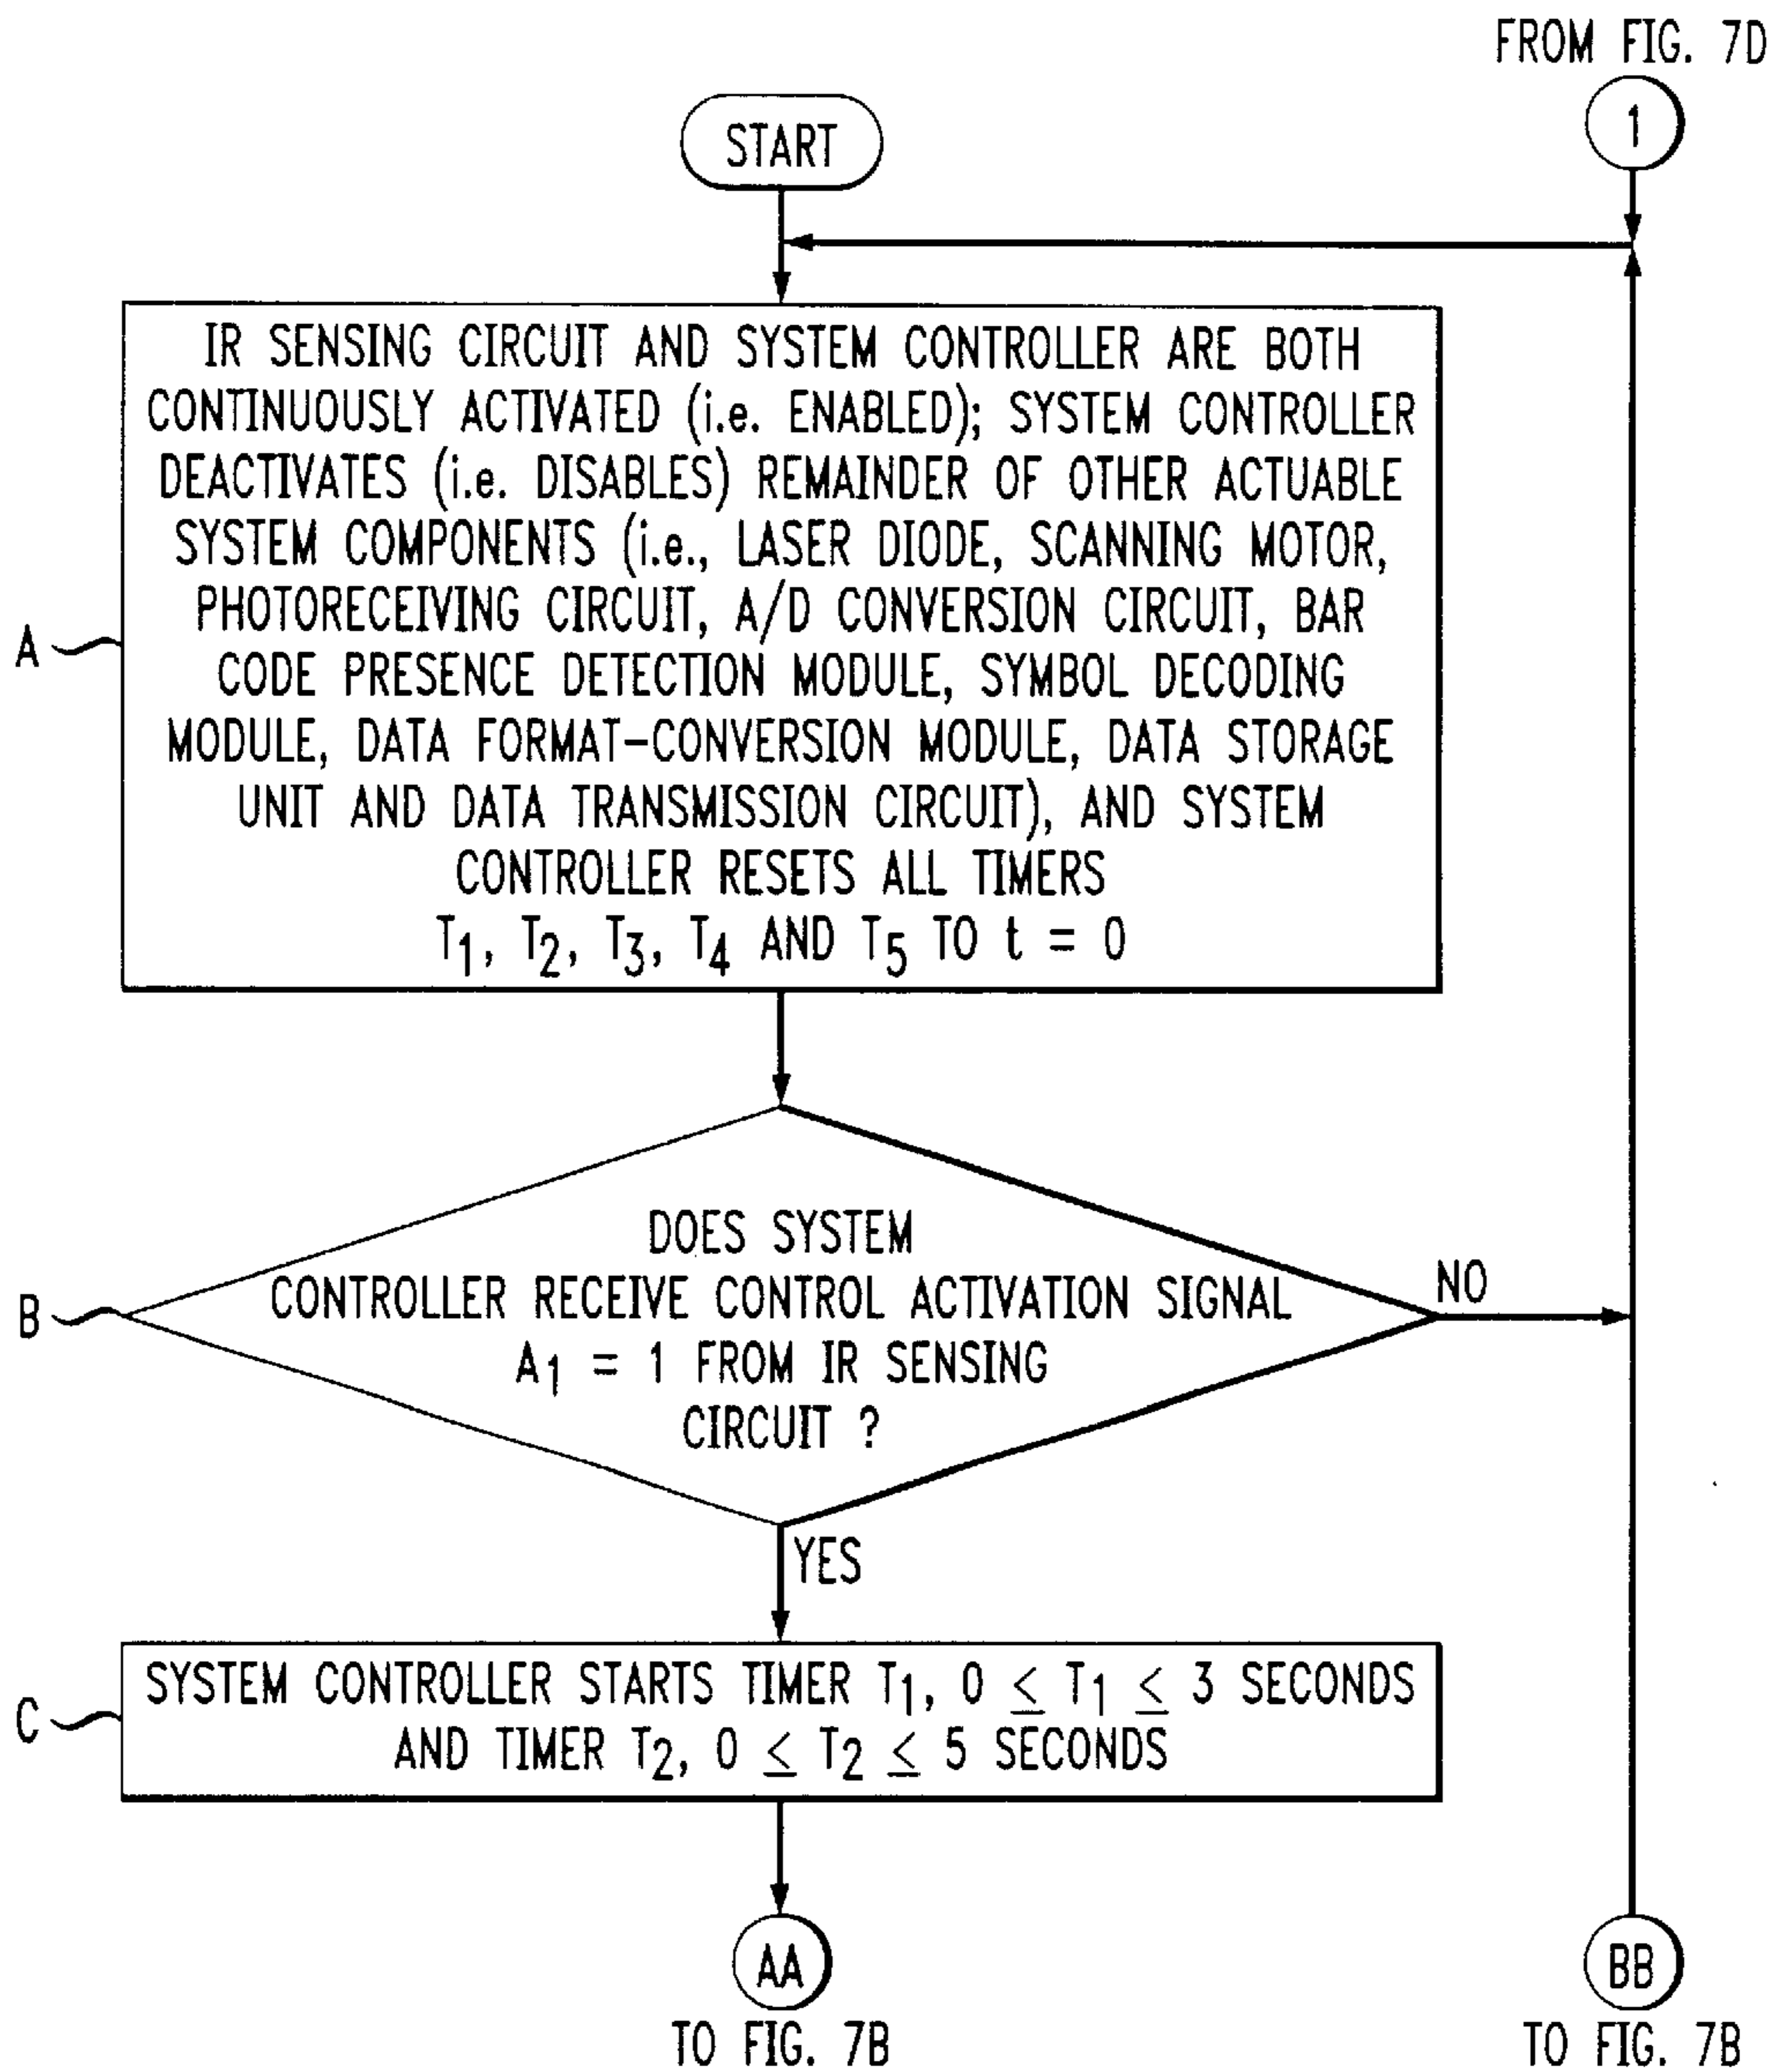 FROM FIG. 7D
1
START
IR SENSING CIRCUIT AND SYSTEM CONTROLLER ARE BOTH
CONTINUOUSLY ACTIVATED (i.e. ENABLED); SYSTEM CONTROLLER
DEACTIVATES (i.e. DISABLES) REMAINDER OF OTHER ACTUABLE
SYSTEM COMPONENTS (i.e., LASER DIODE, SCANNING MOTOR,
PHOTORECEIVING CIRCUIT, A/D CONVERSION CIRCUIT, BAR
CODE PRESENCE DETECTION MODULE, SYMBOL DECODING
MODULE, DATA FORMAT-CONVERSION MODULE, DATA STORAGE
UNIT AND DATA TRANSMISSION CIRCUIT), AND SYSTEM
CONTROLLER RESETS ALL TIMERS
T1, T2, T3, T4 AND T5 TO t = 0
A
DOES SYSTEM
CONTROLLER RECEIVE CONTROL ACTIVATION SIGNAL
A1 = 1 FROM IR SENSING
CIRCUIT ?
B
NO
YES
SYSTEM CONTROLLER STARTS TIMER T1, 0 ≤ T1 ≤ 3 SECONDS
AND TIMER T2, 0 ≤ T2 ≤ 5 SECONDS
C
AA
TO FIG. 7B
BB
TO FIG. 7B